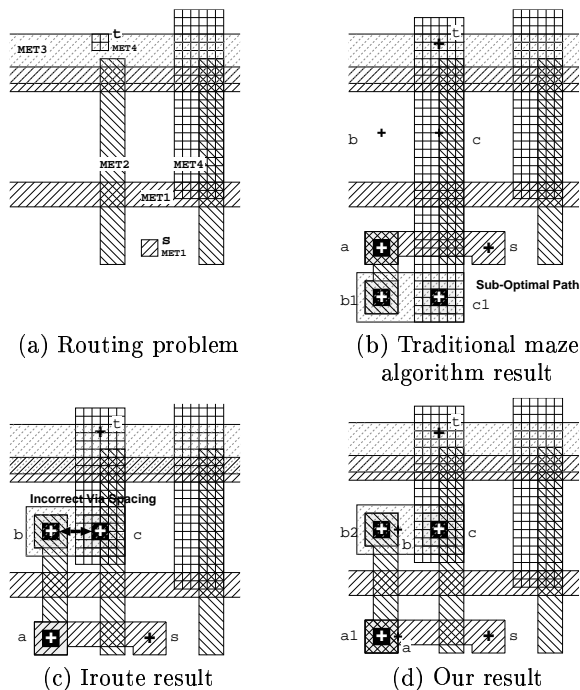 t
MET3
MET4
MET2
MET4
MET1
s
MET1
(a) Routing problem
t
b
c
a
s
Sub-Optimal Path
b1
c1
(b) Traditional maze
algorithm result
t
Incorrect Via Spacing
b
c
a
s
(c) Iroute result
t
b2
b
c
a1
a
s
(d) Our result